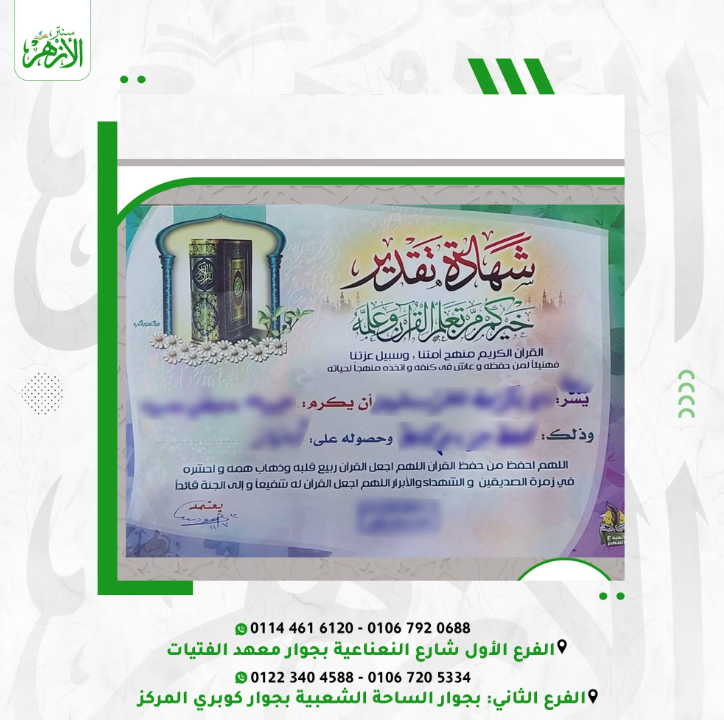 سنتر
الأزهر
شهادة تقدير
خيركم من تعلم القرآن وعلمه
القرآن الكريم منهج أمتنا , وسبيل عزتنا
فهنيئاً لمن حفظه و عاش في كنفه و اتخذه منهجاً لحياته
يسر: أن يكرم:
وذلك: وحصوله على:
اللهم احفظ من حفظ القرآن اللهم اجعل القرآن ربيع قلبه وذهاب همه و احشره
في زمرة الصديقين و الشهداء والأبرار اللهم اجعل القرآن له شفيعاً و إلى الجنة قائداً
يعتمد
0114 461 6120 - 0106 792 0688
الفرع الأول شارع النعناعية بجوار معهد الفتيات
0122 340 4588 - 0106 720 5334
الفرع الثاني: بجوار الساحة الشعبية بجوار كوبري المركز